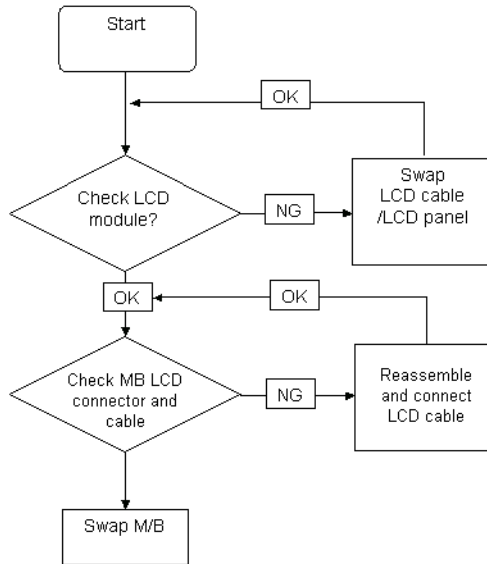 Start
OK
Check LCD
module?
NG
Swap
LCD cable
/LCD panel
OK
OK
Check MB LCD
connector and
cable
NG
Reassemble
and connect
LCD cable
Swap M/B